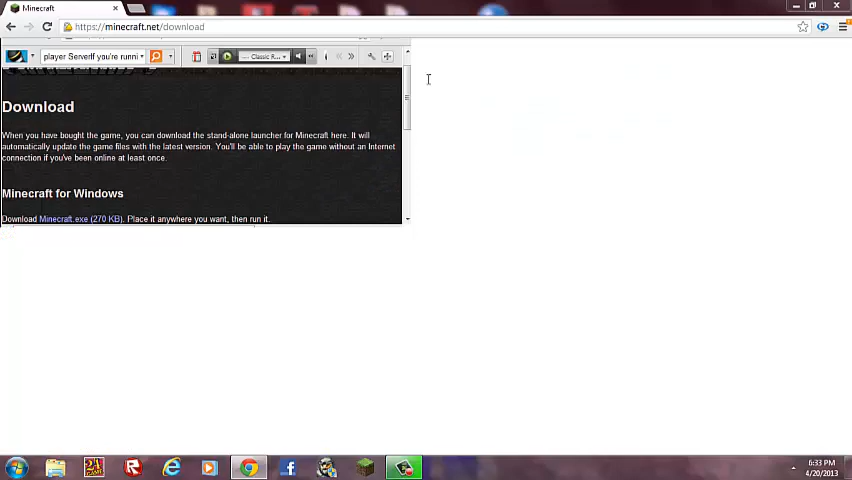 Minecraft
https://minecraft.net/download
player ServerIf you're runni
---- Classic R...
Download
When you have bought the game, you can download the stand-alone launcher for Minecraft here. It will
automatically update the game files with the latest version. You'll be able to play the game without an Internet
connection if you've been online at least once.
Minecraft for Windows
Download Minecraft.exe (270 KB). Place it anywhere you want, then run it.
6:33 PM
4/20/2013